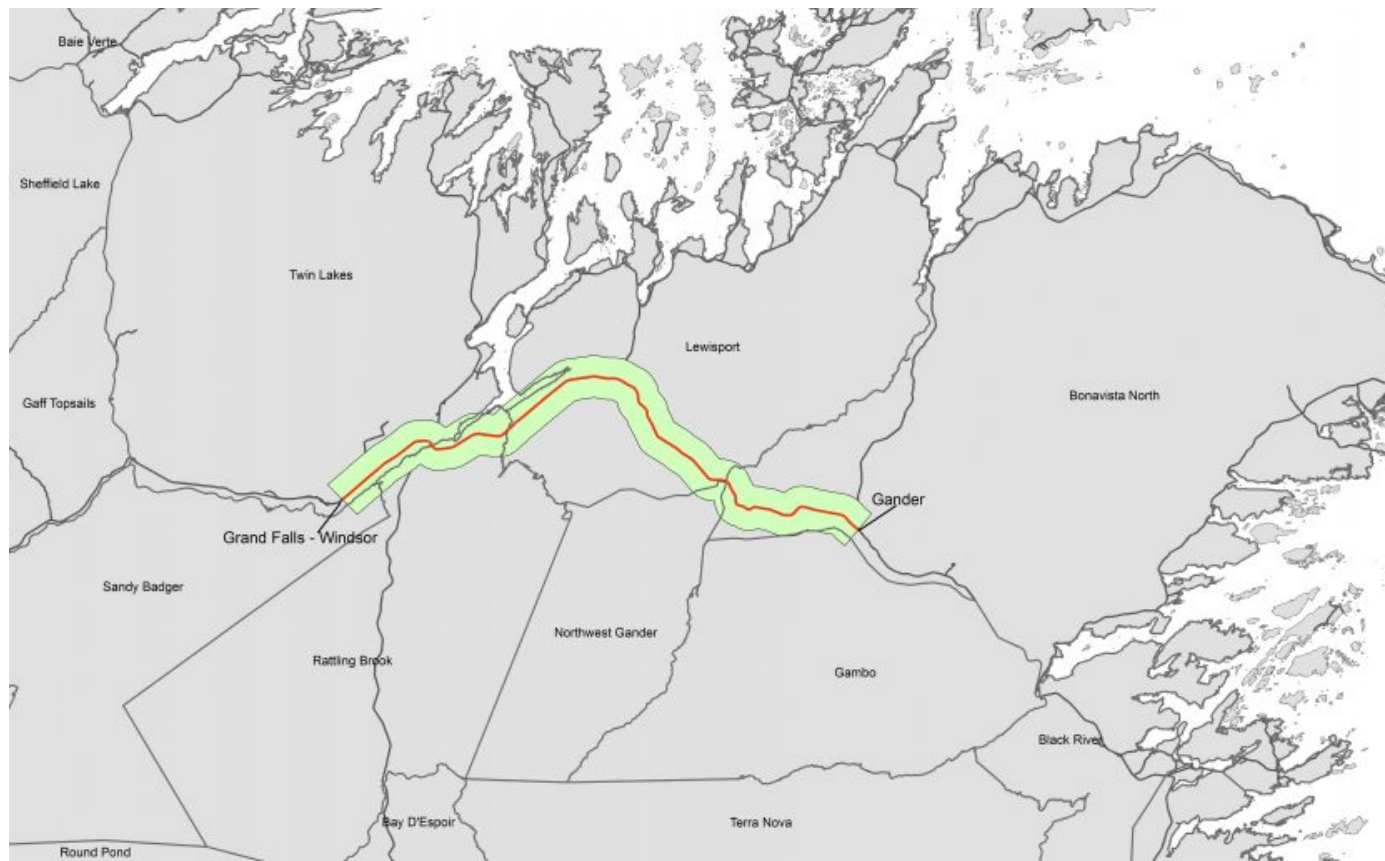 Baie Verte
Sheffield Lake
Twin Lakes
Lewisport
Gaff Topsails
Bonavista North
Gander
Grand Falls - Windsor
Sandy Badger
Northwest Gander
Rattling Brook
Gambo
Black River
Bay D'Espoir
Terra Nova
Round Pond